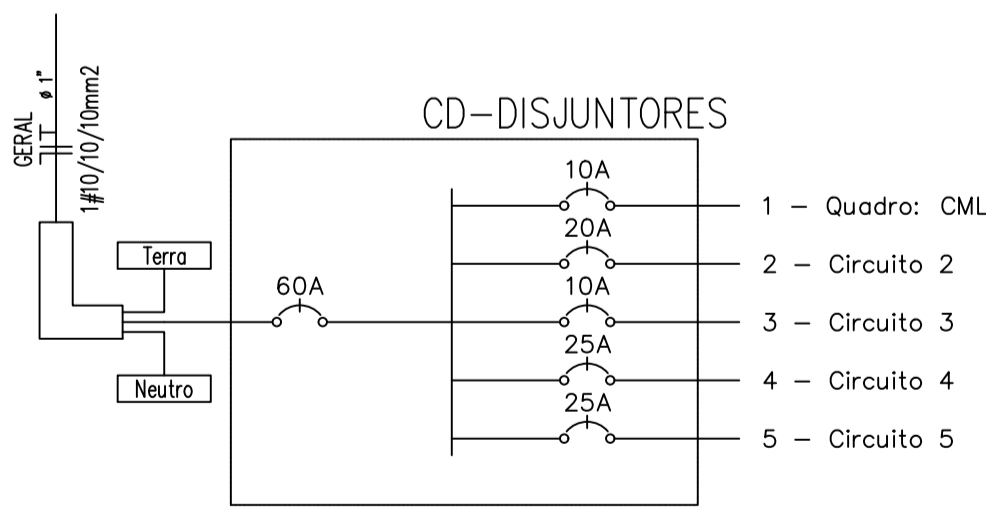 GERAL
ø 1"
1#10/10/10mm2
CD-DISJUNTORES
Terra
Neutro
60A
10A
1 - Quadro: CML
20A
2 - Circuito 2
10A
3 - Circuito 3
25A
4 - Circuito 4
25A
5 - Circuito 5